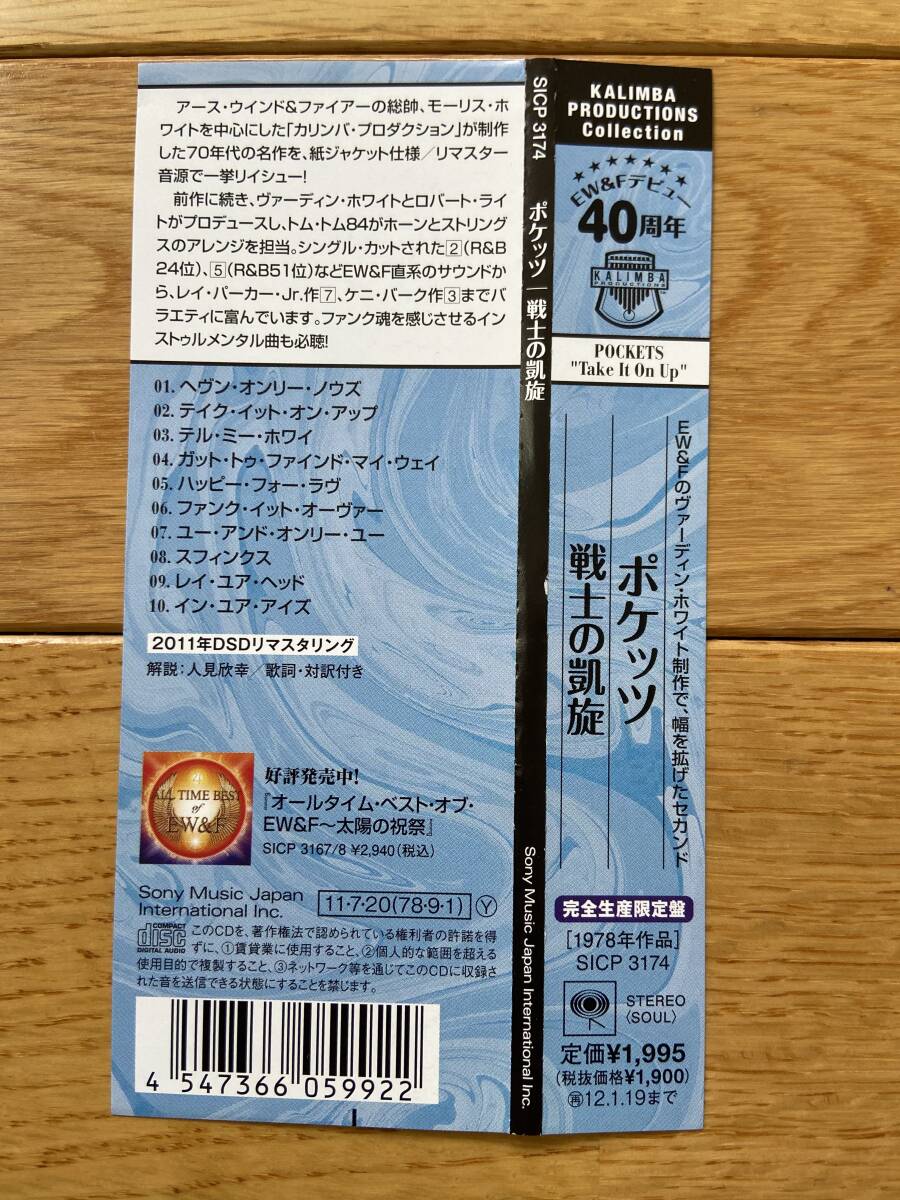 アース・ウインド&ファイアーの総帥、モーリス・ホ
ワイトを中心にした「カリンバ・プロダクション」が制作
した70年代の名作を、紙ジャケット仕様/リマスター
音源で一挙リイシュー!
前作に続き、ヴァーディン・ホワイトとロバート・ライ
トがプロデュースし、トム・トム84がホーンとストリング
スのアレンジを担当。シングル・カットされた2(R&B
24位)、5(R&B51位)などEW&F直系のサウンドか
ら、レイ・パーカー・Jr.作7、ケニ・バーク作3までバ
ラエティに富んでいます。ファンク魂を感じさせるイン
ストゥルメンタル曲も必聴!
01. ヘヴン・オンリー・ノウズ
02. テイク・イット・オン・アップ
03. テル・ミー・ホワイ
04. ガット・トゥ・ファインド・マイ・ウェイ
05. ハッピー・フォー・ラヴ
06. ファンク・イット・オーヴァー
07. ユー・アンド・オンリー・ユー
08. スフィンクス
09. レイ・ユア・ヘッド
10. イン・ユア・アイズ
2011年DSDリマスタリング
解説:人見欣幸/歌詞・対訳付き
ALL TIME BEST
of
EW&F
好評発売中!
『オールタイム・ベスト・オブ・
EW&F〜太陽の祝祭』
SICP 3167/8 ¥2,940(税込)
Sony Music Japan
International Inc.
11・7・20(78・9・1) Y
COMPACT
disc
DIGITAL AUDIO
このCDを、著作権法で認められている権利者の許諾を得
ずに、①賃貸業に使用すること、②個人的な範囲を超える
使用目的で複製すること、③ネットワーク等を通じてこのCDに収録さ
れた音を送信できる状態にすることを禁じます。
4 547366 059922
SICP 3174
ポケッツ|戦士の凱旋
Sony Music Japan International Inc.
KALIMBA
PRODUCTIONS
Collection
EW&Fデビュー
40周年
KALIMBA
PRODUCTIONS
POCKETS
"Take It On Up"
EW&Fのヴァーディン・ホワイト制作で、幅を拡げたセカンド
ポケッツ
戦士の凱旋
完全生産限定盤
[1978年作品]
SICP 3174
STEREO
〈SOUL〉
定価¥1,995
(税抜価格¥1,900)
再12.1.19まで